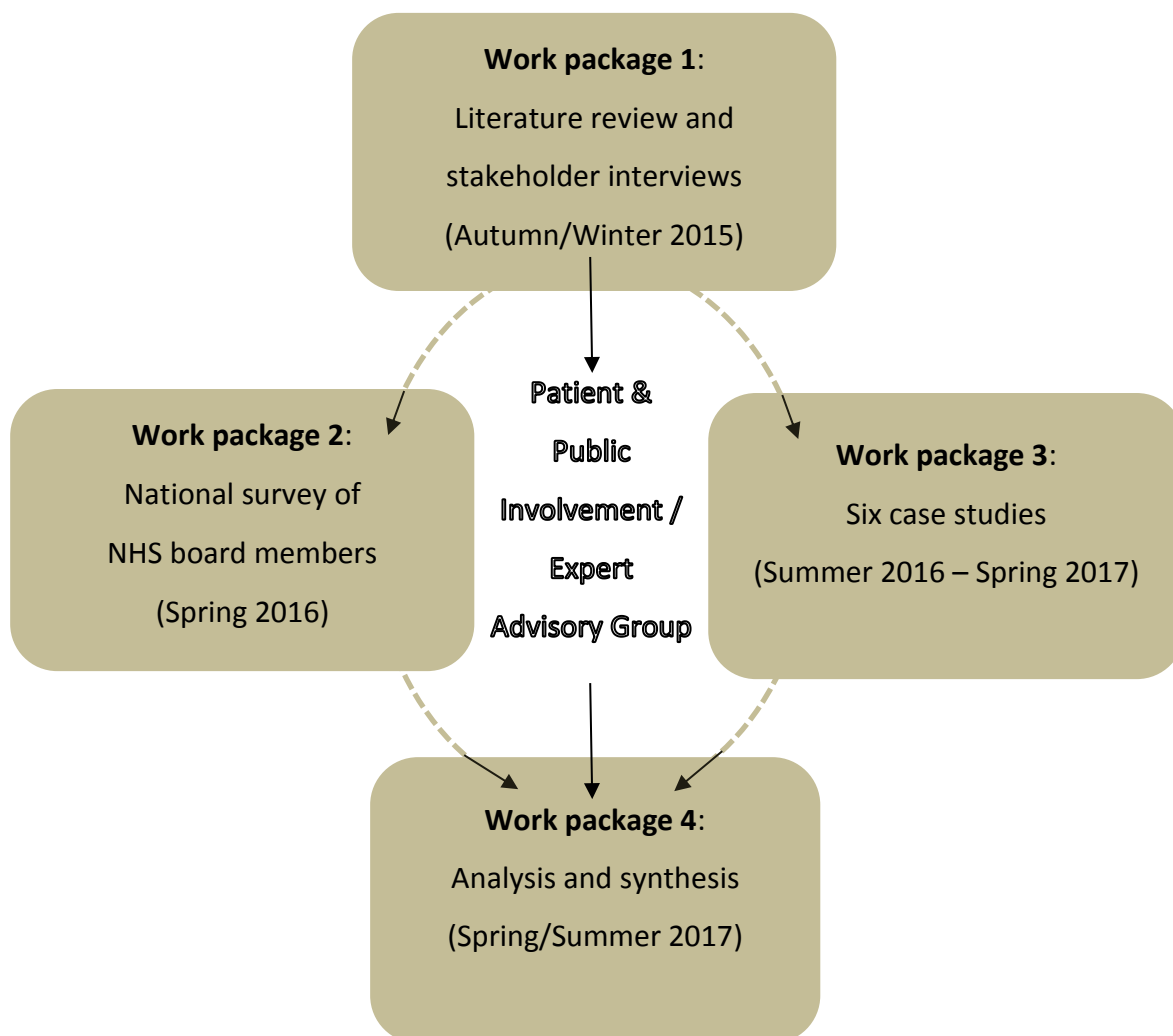 Work package 1:
Literature review and
stakeholder interviews
(Autumn/Winter 2015)
Work package 2:
National survey of
NHS board members
(Spring 2016)
Patient &
Public
Involvement /
Expert
Advisory Group
Work package 3:
Six case studies
(Summer 2016 – Spring 2017)
Work package 4:
Analysis and synthesis
(Spring/Summer 2017)